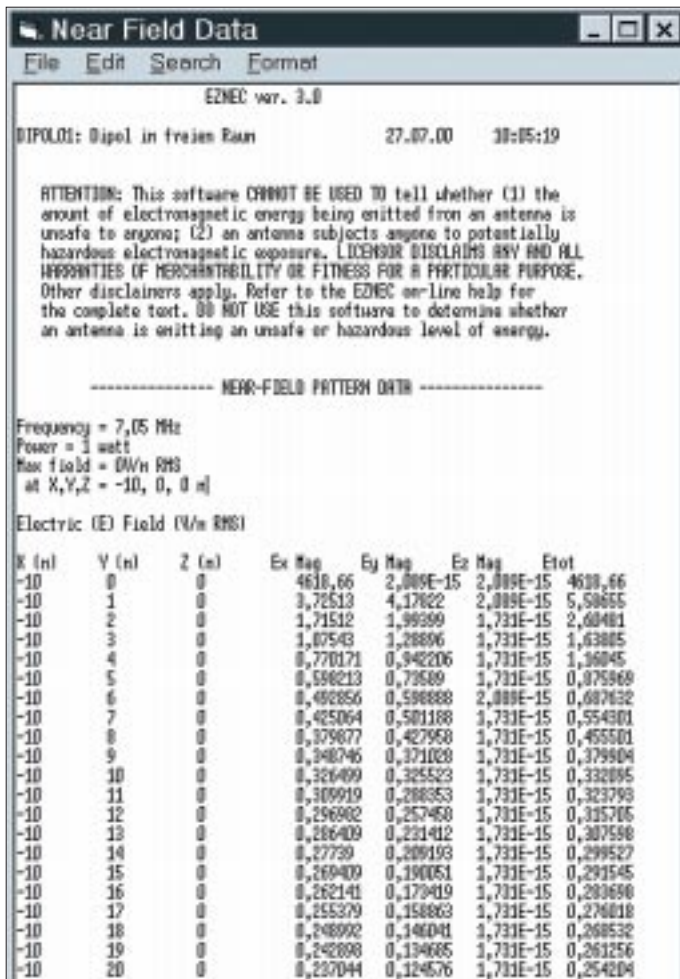 Near Field Data
File Edit Search Format
EZNEC ver. 3.0
DIPOLO1: Dipol in freien Raum 27.07.00 10:05:19
ATTENTION: This software CANNOT BE USED TO tell whether (1) the
amount of electromagnetic energy being emitted from an antenna is
unsafe to anyone; (2) an antenna subjects anyone to potentially
hazardous electromagnetic exposure. LICENSOR DISCLAIMS ANY AND ALL
WARRANTIES OF MERCHANTABILITY OR FITNESS FOR A PARTICULAR PURPOSE.
Other disclaimers apply. Refer to the EZNEC on-line help for
the complete text. DO NOT USE this software to determine whether
an antenna is emitting an unsafe or hazardous level of energy.
--------------- NEAR-FIELD PATTERN DATA ---------------
Frequency = 7,05 MHz
Power = 1 watt
Max field = 0V/m RMS
at X,Y,Z = -10, 0, 0 m
Electric (E) Field (V/m RMS)
X (m) Y (m) Z (m) Ex Mag Ey Mag Ez Mag Etot
-10 0 0 4618,66 2,089E-15 2,089E-15 4618,66
-10 1 0 3,72513 4,17822 2,089E-15 5,58655
-10 2 0 1,71512 1,99399 1,731E-15 2,60481
-10 3 0 1,07543 1,28896 1,731E-15 1,63805
-10 4 0 0,770171 0,942206 1,731E-15 1,16045
-10 5 0 0,598213 0,73589 1,731E-15 0,875969
-10 6 0 0,492856 0,598888 2,089E-15 0,687632
-10 7 0 0,425064 0,501188 1,731E-15 0,554301
-10 8 0 0,379877 0,427958 1,731E-15 0,455501
-10 9 0 0,348746 0,371028 1,731E-15 0,379904
-10 10 0 0,326499 0,325523 1,731E-15 0,332095
-10 11 0 0,309919 0,288353 1,731E-15 0,323793
-10 12 0 0,296982 0,257458 1,731E-15 0,315705
-10 13 0 0,286409 0,231412 1,731E-15 0,307598
-10 14 0 0,27739 0,209193 1,731E-15 0,299527
-10 15 0 0,269409 0,190051 1,731E-15 0,291545
-10 16 0 0,262141 0,173419 1,731E-15 0,283698
-10 17 0 0,255379 0,158863 1,731E-15 0,276018
-10 18 0 0,248992 0,146041 1,731E-15 0,268532
-10 19 0 0,242898 0,134685 1,731E-15 0,261256
-10 20 0 0,237044 0,124576 1,731E-15 0,254204